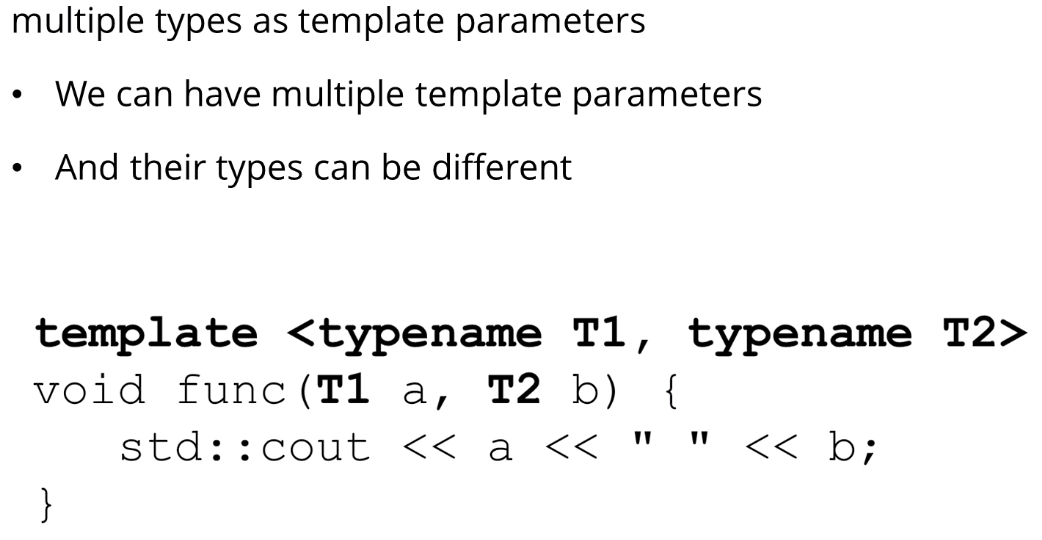 multiple types as template parameters
• We can have multiple template parameters
• And their types can be different
template <typename T1, typename T2>
void func(T1 a, T2 b) {
   std::cout << a << " " << b;
}